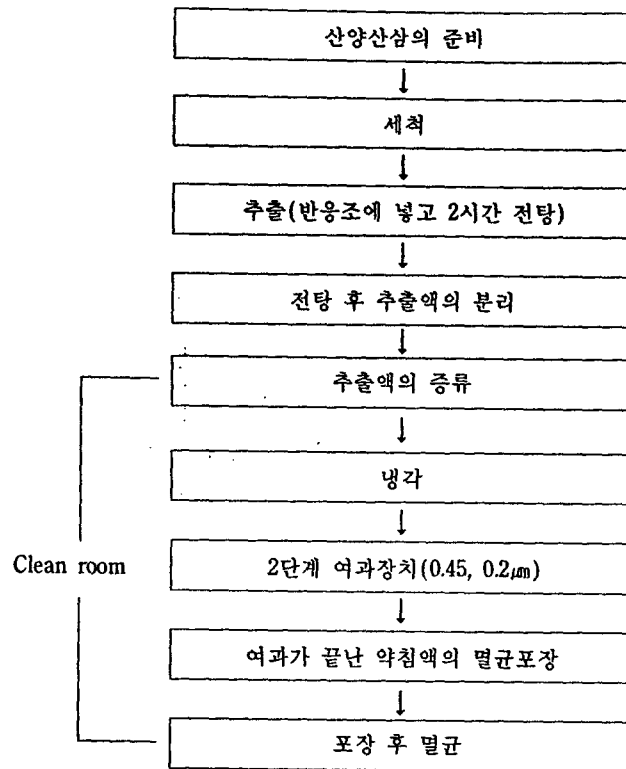 산양산삼의 준비
세척
추출(반응조에 넣고 2시간 전탕)
전탕 후 추출액의 분리
추출액의 증류
냉각
Clean room
2단계 여과장치(0.45, 0.2㎛)
여과가 끝난 약침액의 멸균포장
포장 후 멸균